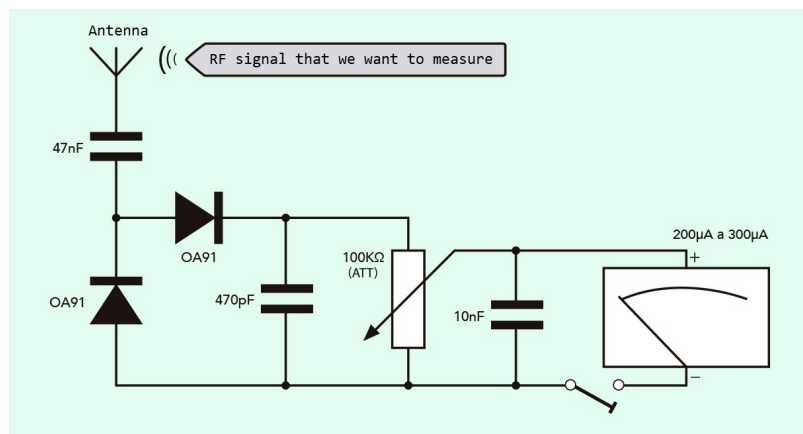 Antenna
RF signal that we want to measure
47nF
200µA a 300µA
+
OA91
100KΩ
(ATT)
OA91
470pF
10nF
−